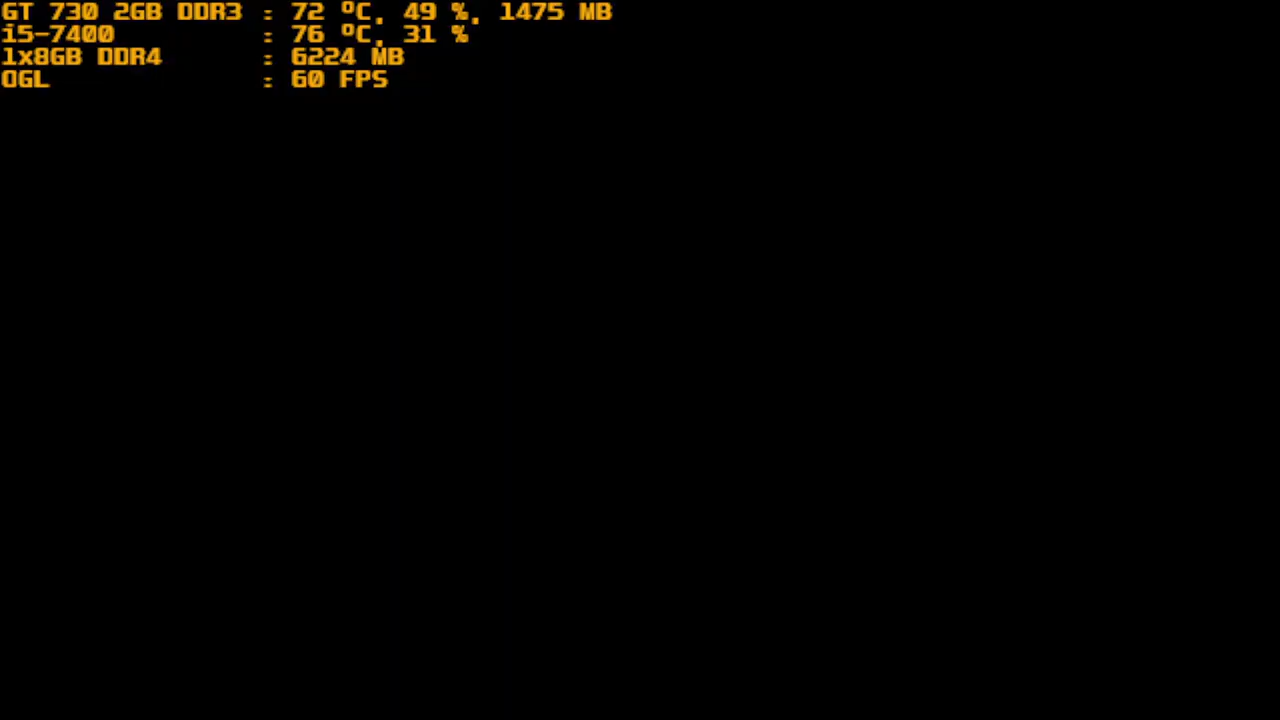 GT 730 2GB DDR3 : 72 ºC, 49 %, 1475 MB
i5-7400 : 76 ºC, 31 %
1x8GB DDR4 : 6224 MB
OGL : 60 FPS